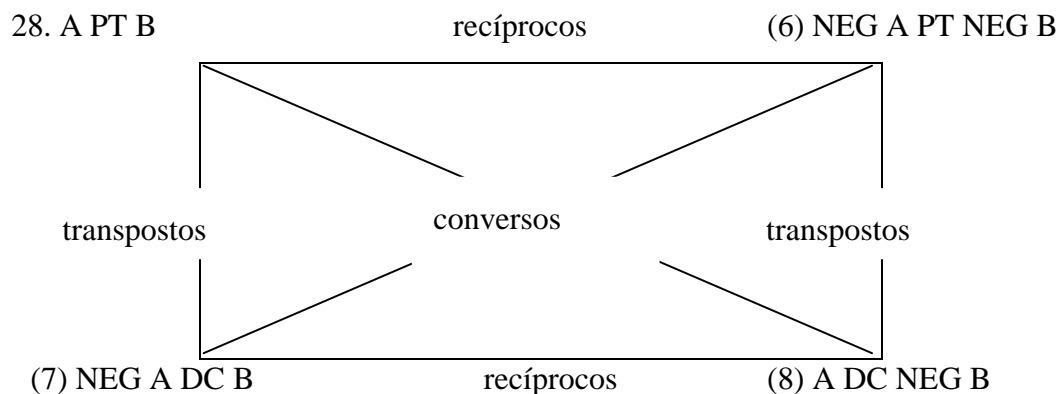 28. A PT B recíprocos (6) NEG A PT NEG B
transpostos conversos transpostos
(7) NEG A DC B recíprocos (8) A DC NEG B